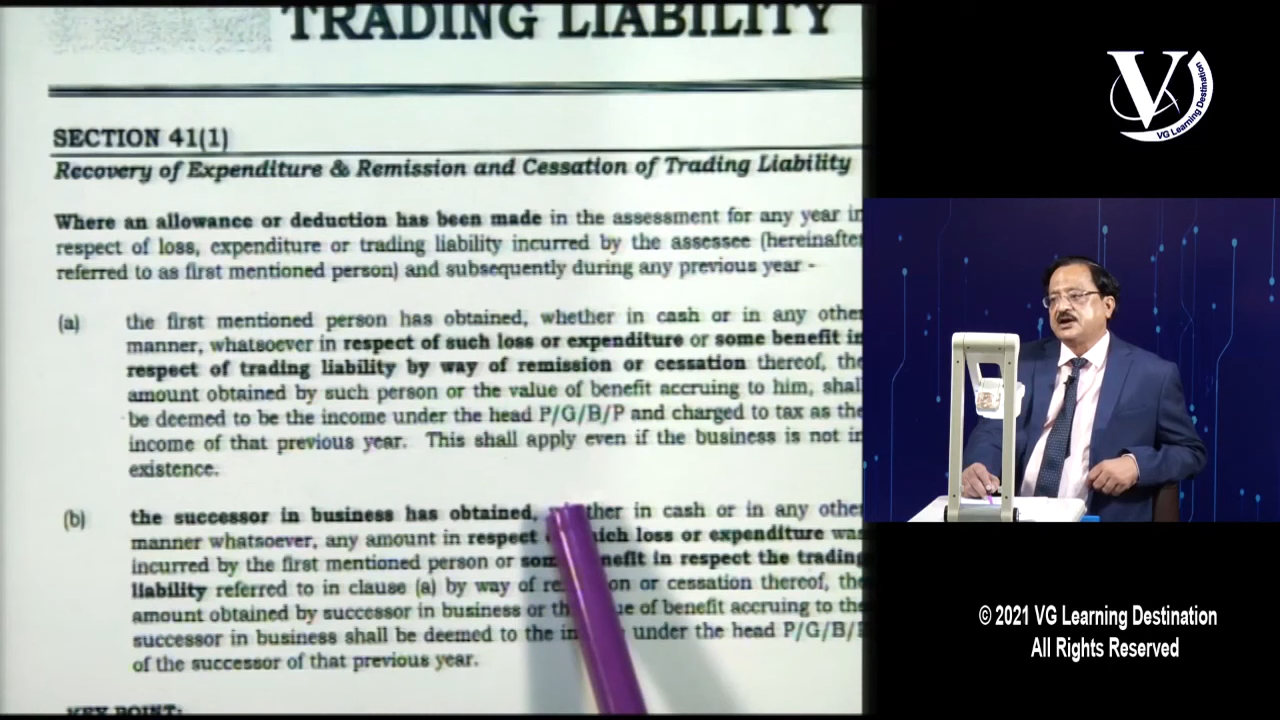 TRADING LIABILITY
SECTION 41(1)
Recovery of Expenditure & Remission and Cessation of Trading Liability
Where an allowance or deduction has been made in the assessment for any year in
respect of loss, expenditure or trading liability incurred by the assessee (hereinafter
referred to as first mentioned person) and subsequently during any previous year -
(a) the first mentioned person has obtained, whether in cash or in any other
manner, whatsoever in respect of such loss or expenditure or some benefit in
respect of trading liability by way of remission or cessation thereof, the
amount obtained by such person or the value of benefit accruing to him, shall
be deemed to be the income under the head P/G/B/P and charged to tax as the
income of that previous year. This shall apply even if the business is not in
existence.
(b) the successor in business has obtained, in cash or in any other
manner whatsoever, any amount in respect loss or expenditure was
incurred by the first mentioned person or in respect the trading
liability referred to in clause (a) by way of or cessation thereof, the
amount obtained by successor in business or of benefit accruing to the
successor in business shall be deemed to the under the head P/G/B/P
of the successor of that previous year.
KEY POINT:
V
VG Learning Destination
© 2021 VG Learning Destination
All Rights Reserved